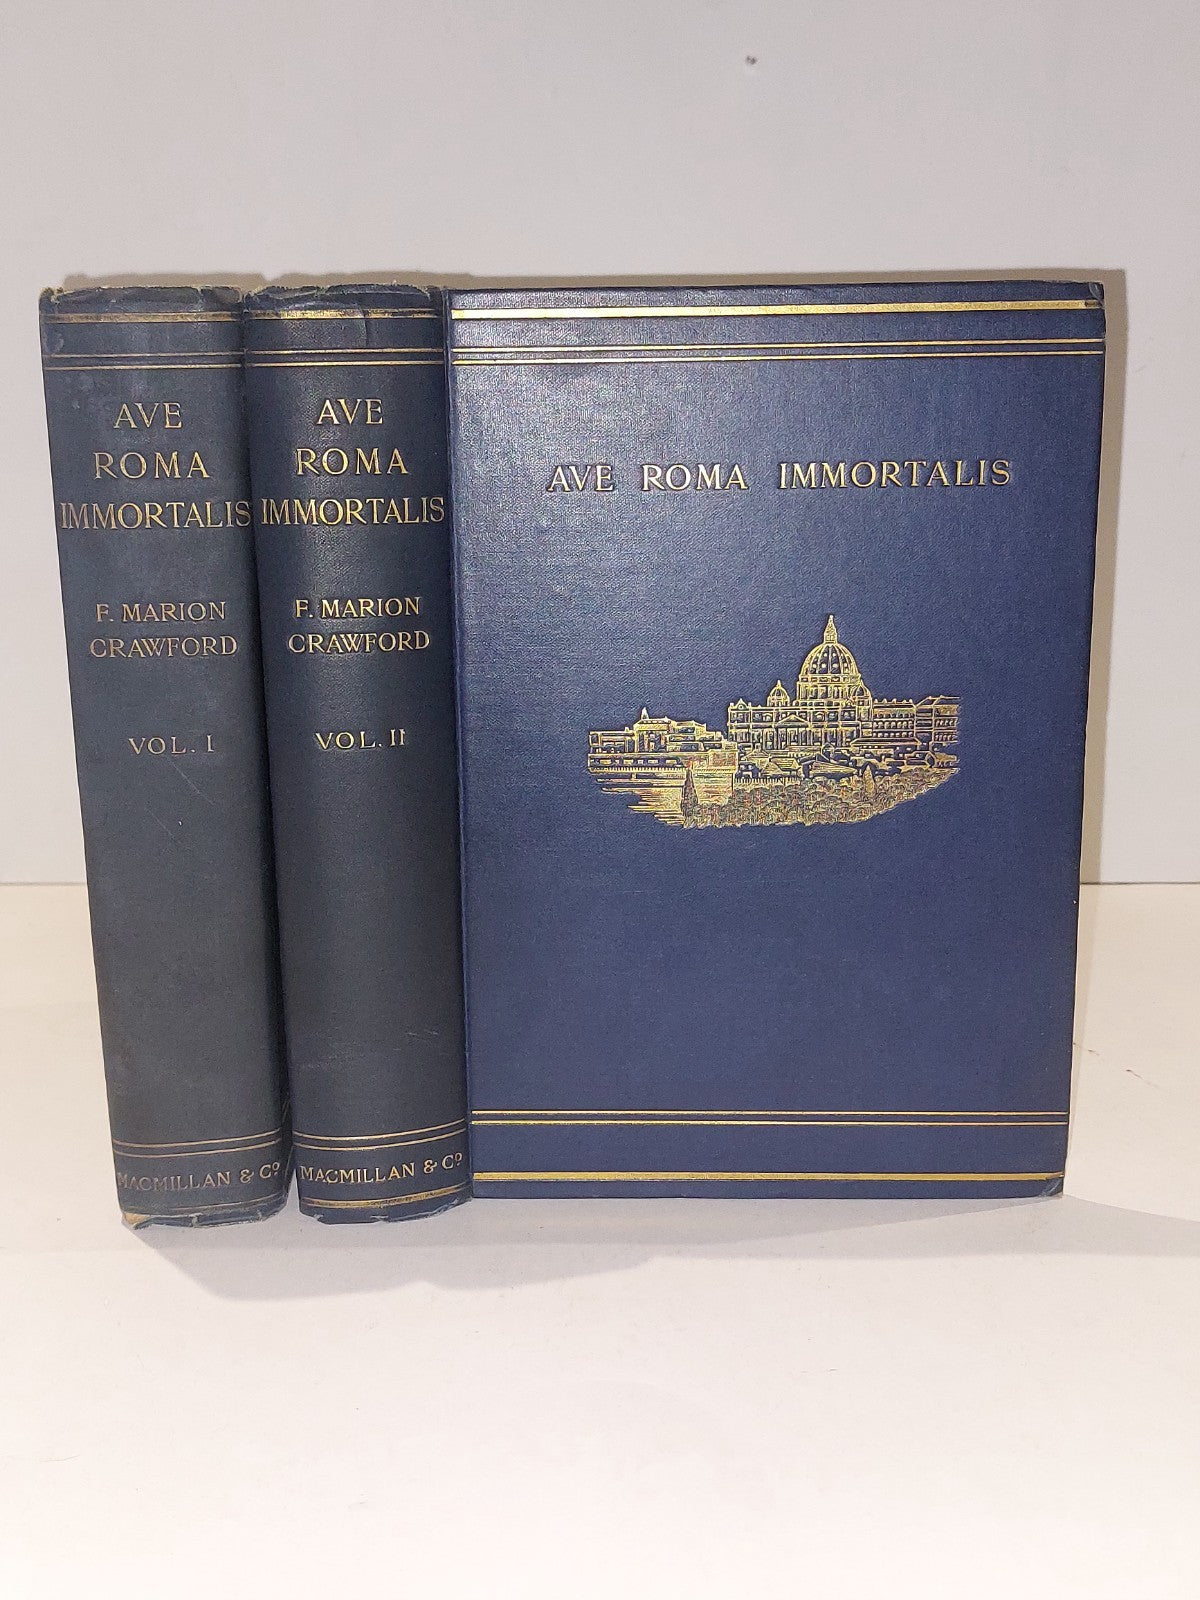 AVE
ROMA
IMMORTALIS
F. MARION
CRAWFORD
VOL. I
MACMILLAN & Cº
AVE
ROMA
IMMORTALIS
F. MARION
CRAWFORD
VOL. II
MACMILLAN & Cº
AVE ROMA IMMORTALIS